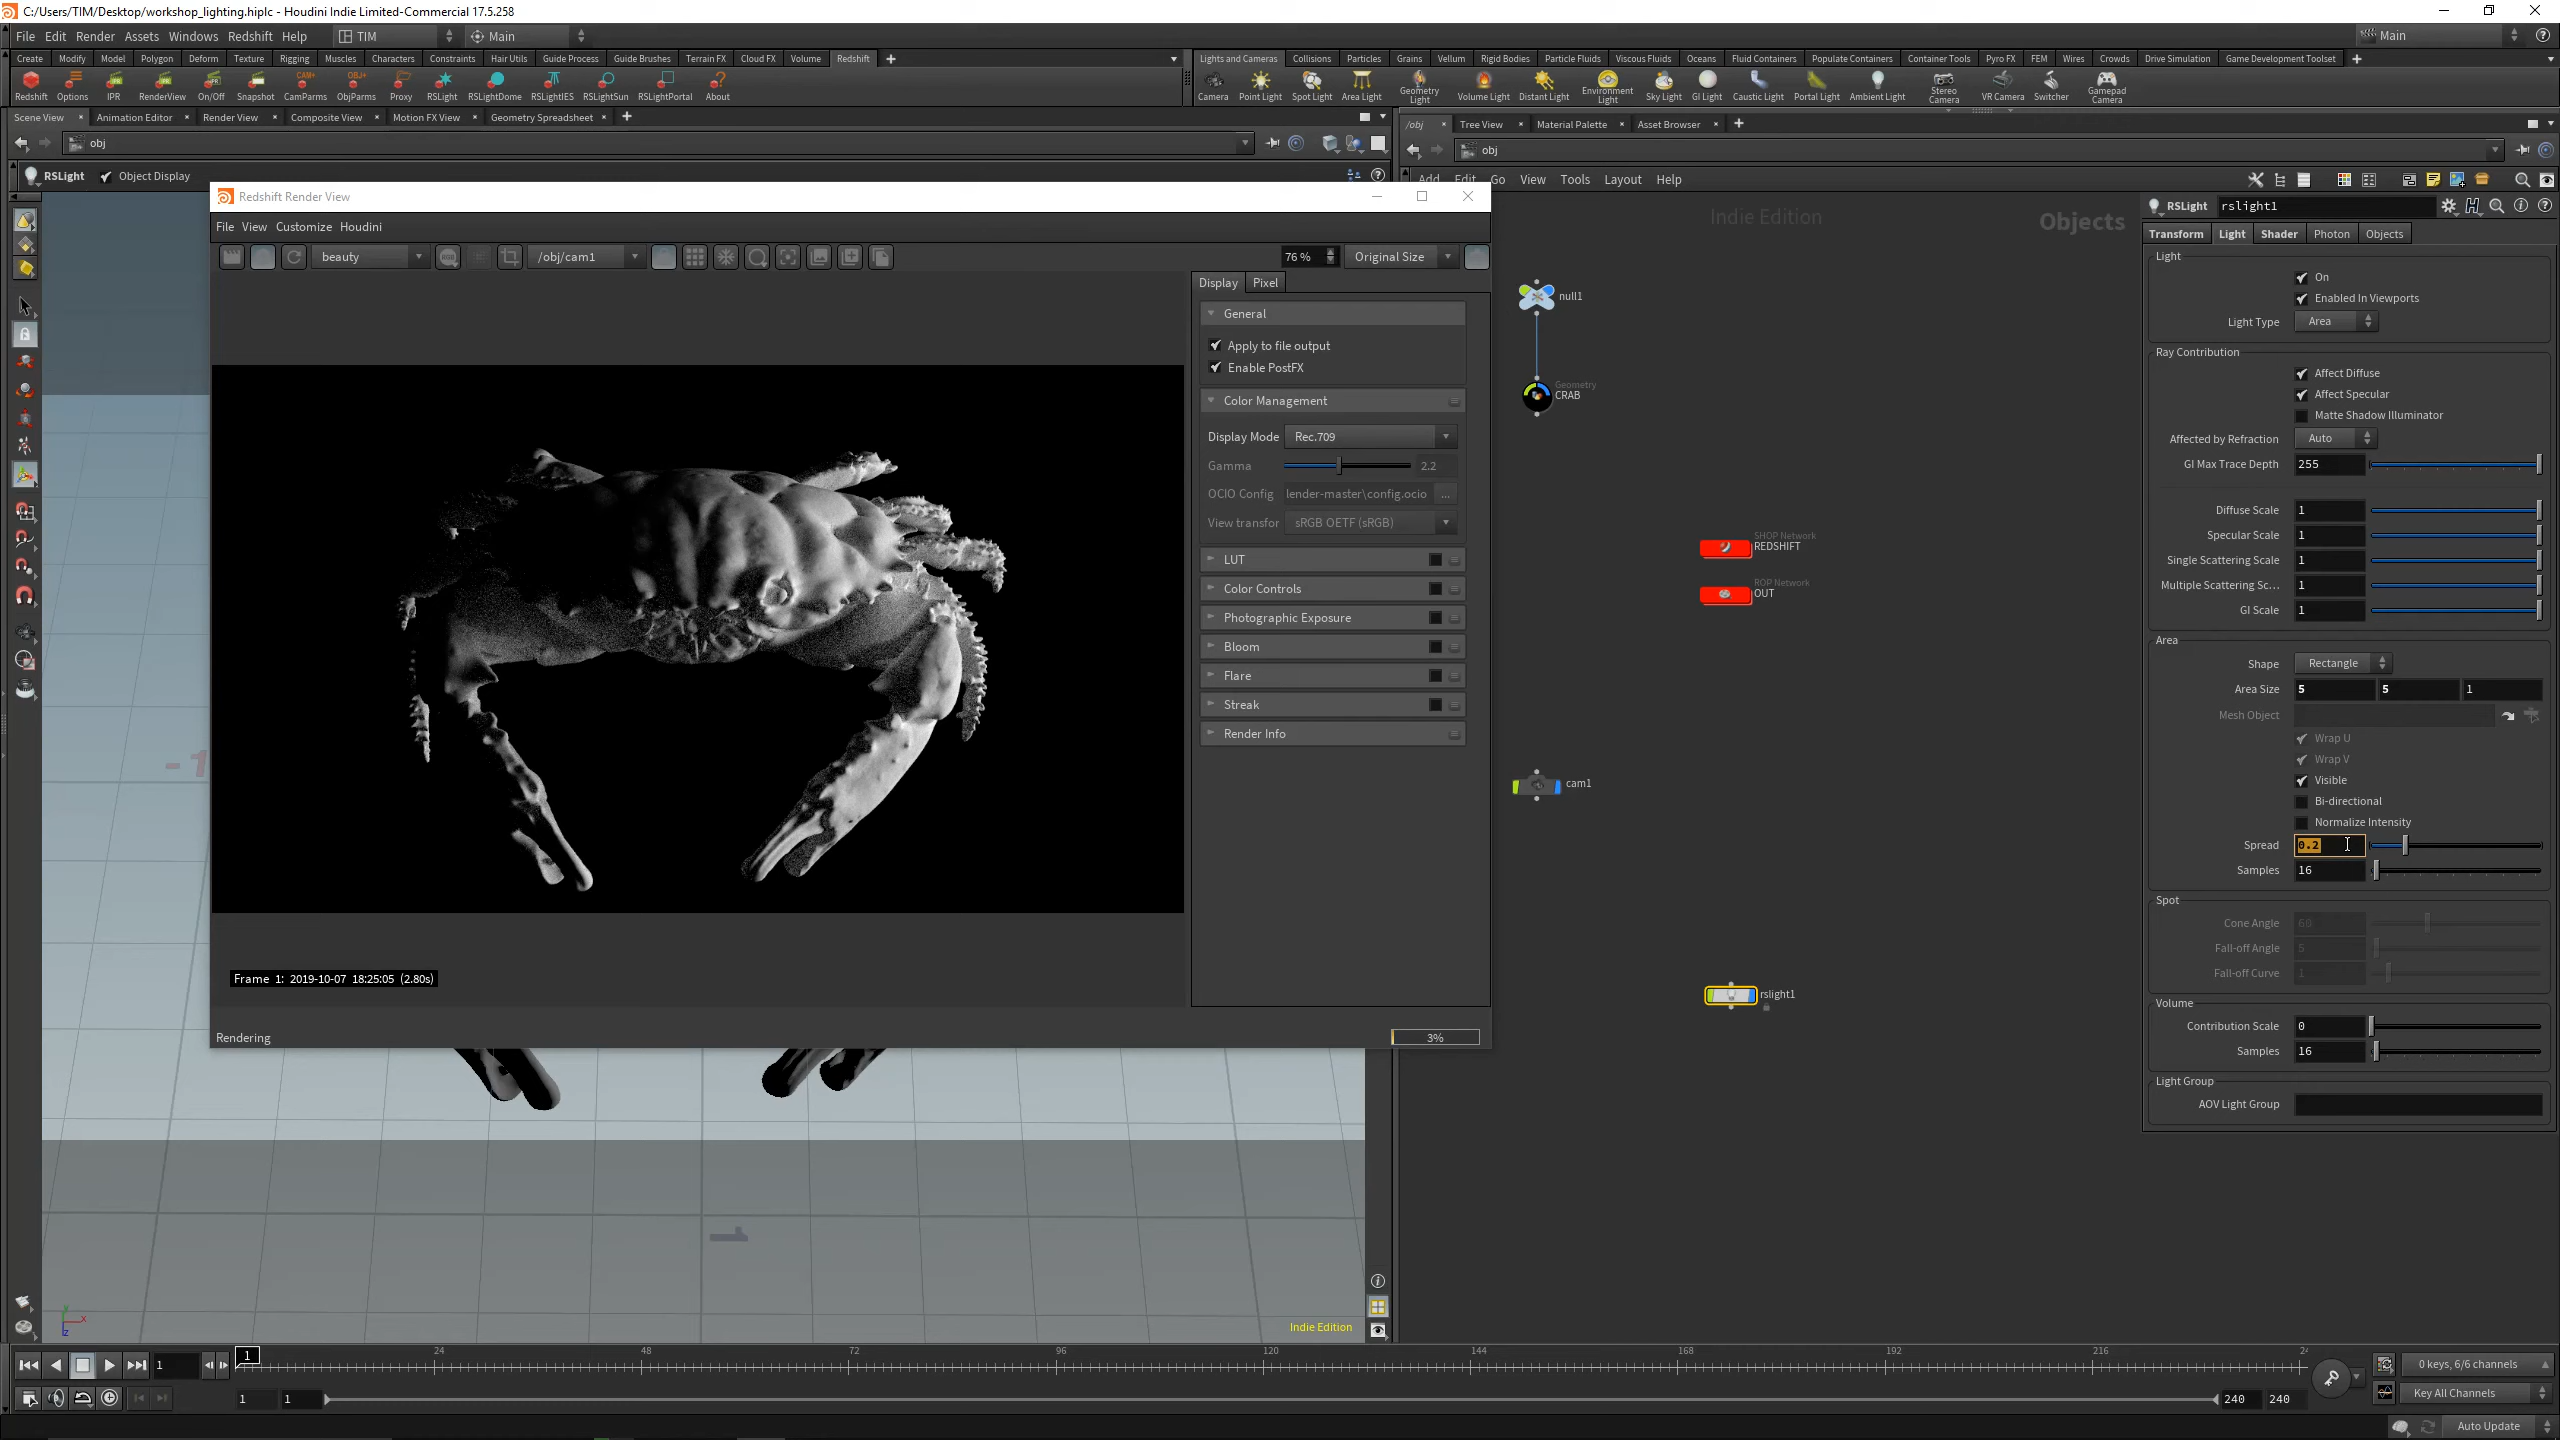 C:/Users/TIM/Desktop/workshop_lighting.hiplc - Houdini Indie Limited-Commercial 17.5.258
File Edit Render Assets Windows Redshift Help TIM Main Main
Create Modify Model Polygon Deform Texture Rigging Muscles Characters Constraints Hair Utils Guide Process Guide Brushes Terrain FX Cloud FX Volume Redshift
Lights and Cameras Collisions Particles Grains Vellum Rigid Bodies Particle Fluids Viscous Fluids Oceans Fluid Containers Populate Containers Container Tools Pyro FX FEM Wires Crowds Drive Simulation Game Development Toolset
Redshift Options IPR RenderView On/Off Snapshot CamParms ObjParms Proxy RSLight RSLightDome RSLightIES RSLightSun RSLightPortal About
Camera Point Light Spot Light Area Light Geometry Light Volume Light Distant Light Environment Light Sky Light GI Light Caustic Light Portal Light Ambient Light Stereo Camera VR Camera Switcher Gamepad Camera
Scene View Animation Editor Render View Composite View Motion FX View Geometry Spreadsheet
/obj Tree View Material Palette Asset Browser
obj
obj
RSLight Object Display
Add Edit Go View Tools Layout Help
Redshift Render View
File View Customize Houdini
beauty /obj/cam1 76 % Original Size
Display Pixel
General
Apply to file output
Enable PostFX
Color Management
Display Mode Rec.709
Gamma 2.2
OCIO Config lender-master\config.ocio ...
View transfor sRGB OETF (sRGB)
LUT
Color Controls
Photographic Exposure
Bloom
Flare
Streak
Render Info
Frame 1: 2019-10-07 18:25:05 (2.80s)
Rendering 3%
-1
1
Indie Edition
Indie Edition Objects
null1
Geometry
CRAB
SHOP Network
REDSHIFT
ROP Network
OUT
cam1
rslight1
RSLight rslight1
Transform Light Shader Photon Objects
Light
On
Enabled In Viewports
Light Type Area
Ray Contribution
Affect Diffuse
Affect Specular
Matte Shadow Illuminator
Affected by Refraction Auto
GI Max Trace Depth 255
Diffuse Scale 1
Specular Scale 1
Single Scattering Scale 1
Multiple Scattering Sc... 1
GI Scale 1
Area
Shape Rectangle
Area Size 5 5 1
Mesh Object
Wrap U
Wrap V
Visible
Bi-directional
Normalize Intensity
Spread 0.2
Samples 16
Spot
Cone Angle 60
Fall-off Angle 5
Fall-off Curve 1
Volume
Contribution Scale 0
Samples 16
Light Group
AOV Light Group
y x z
1 1 24 48 72 96 120 144 168 192 216 24
0 keys, 6/6 channels
1 1 240 240 Key All Channels
Auto Update